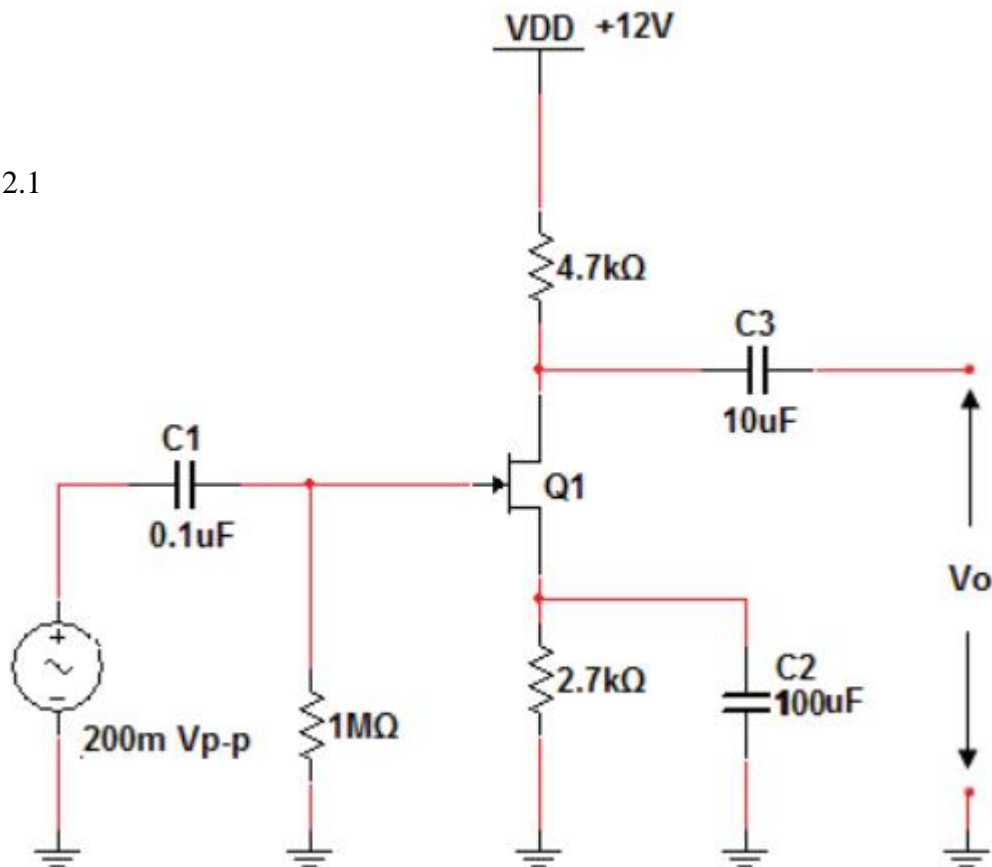 VDD +12V
2.1
4.7kΩ
C3
10uF
C1
0.1uF
Q1
Vo
+
~
−
200m Vp-p
1MΩ
2.7kΩ
C2
100uF